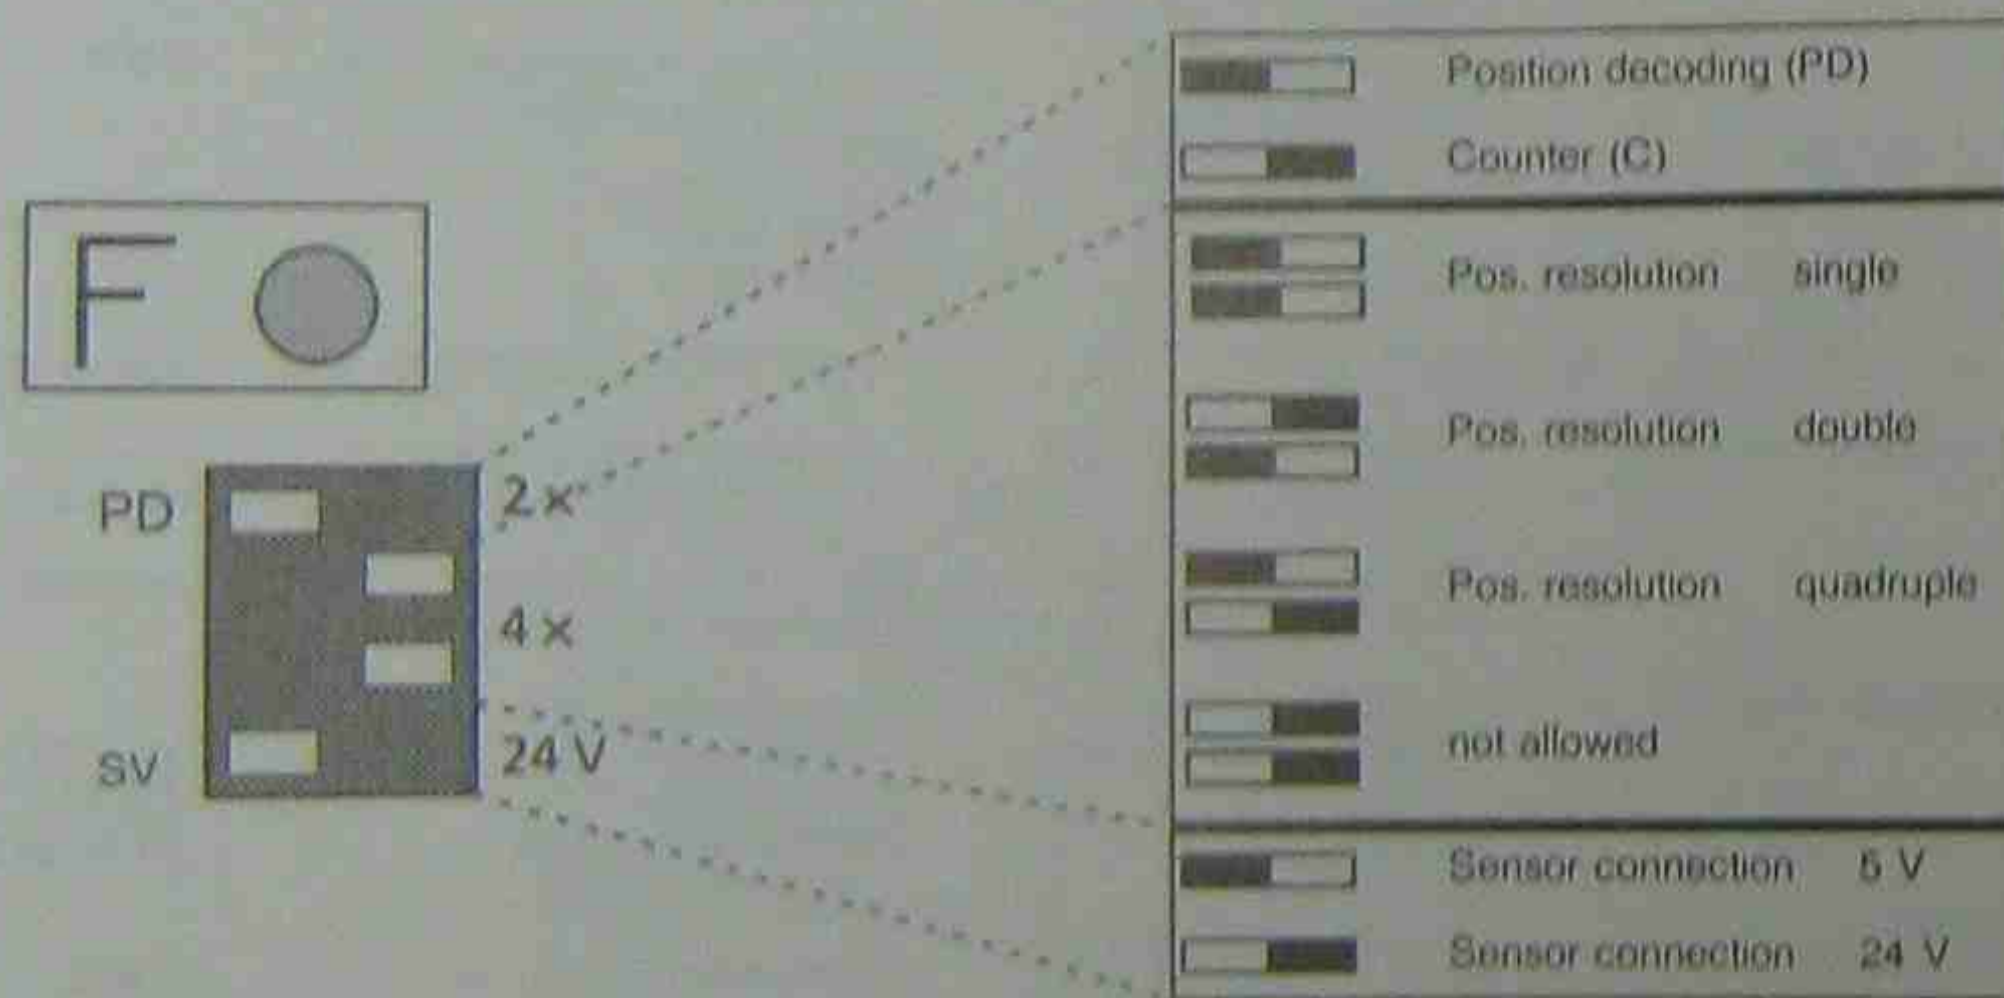 F
PD
SV
2 x
4 x
24 V
Position decoding (PD)
Counter (C)
Pos. resolution single
Pos. resolution double
Pos. resolution quadruple
not allowed
Sensor connection 5 V
Sensor connection 24 V